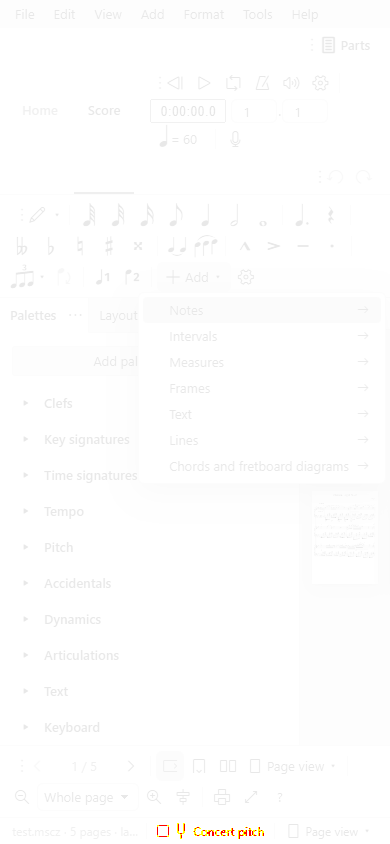 File Edit View Add Format Tools Help
Parts
Home Score
0:00:00.0 1 . 1
= 60
3
1 2 Add
Palettes Layout
Add pal
Notes
Intervals
Measures
Frames
Text
Lines
Chords and fretboard diagrams
Clefs
Key signatures
Time signatures
Tempo
Pitch
Accidentals
Dynamics
Articulations
Text
Keyboard
1 / 5 Page view
Whole page ?
test.mscz - 5 pages - la... Concert pitch Page view